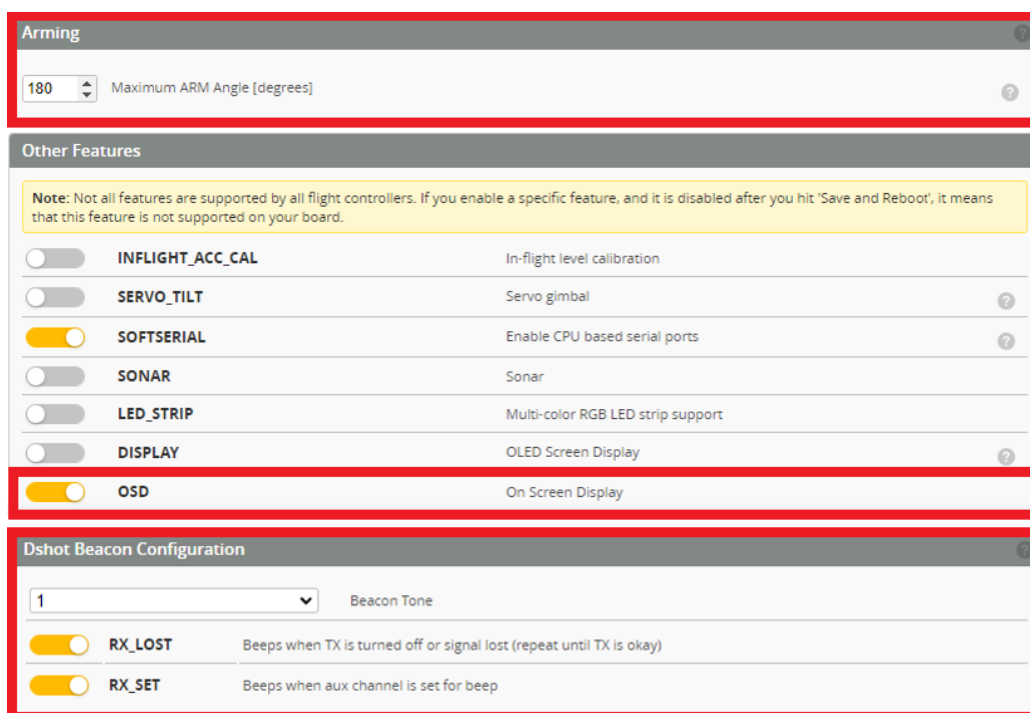 Arming
180 Maximum ARM Angle [degrees]
Other Features
Note: Not all features are supported by all flight controllers. If you enable a specific feature, and it is disabled after you hit 'Save and Reboot', it means
that this feature is not supported on your board.
INFLIGHT_ACC_CAL In-flight level calibration
SERVO_TILT Servo gimbal
SOFTSERIAL Enable CPU based serial ports
SONAR Sonar
LED_STRIP Multi-color RGB LED strip support
DISPLAY OLED Screen Display
OSD On Screen Display
Dshot Beacon Configuration
1 Beacon Tone
RX_LOST Beeps when TX is turned off or signal lost (repeat until TX is okay)
RX_SET Beeps when aux channel is set for beep